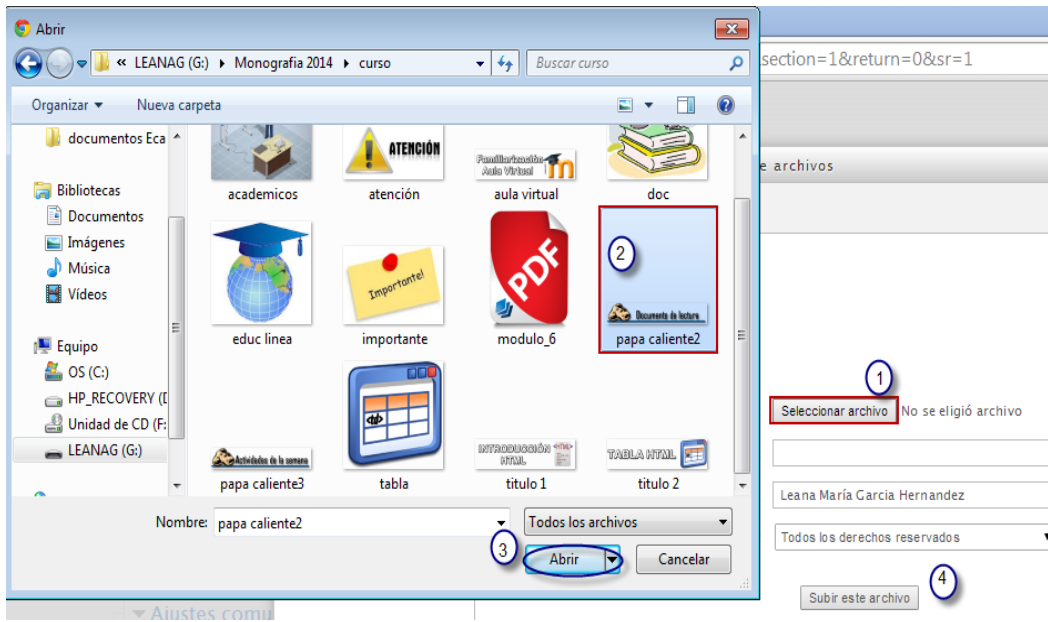 Abrir
« LEANAG (G:) ▸ Monografia 2014 ▸ curso
Buscar curso
section=1&return=0&sr=1
Organizar ▾ Nueva carpeta
documentos Eca
Bibliotecas
Documentos
Imágenes
Música
Vídeos
Equipo
OS (C:)
HP_RECOVERY (D
Unidad de CD (F:
LEANAG (G:)
ATENCIÓN
Familiarización
Aula Virtual
academicos atención aula virtual doc
Importante!
PDF
2
Documento de lectura
educ linea importante modulo_6 papa caliente2
Actividades de la semana
INTRODUCCIÓN
HTML
TABLA HTML
papa caliente3 tabla titulo 1 titulo 2
Nombre: papa caliente2 Todos los archivos
3 Abrir Cancelar
e archivos
1
Seleccionar archivo No se eligió archivo
Leana María Garcia Hernandez
Todos los derechos reservados
4
Subir este archivo
Ajustes comu